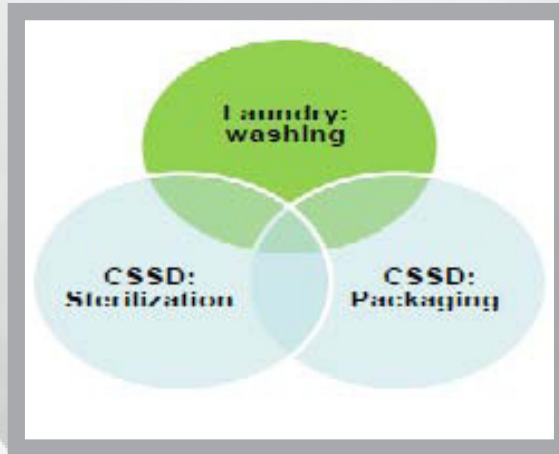 Laundry:
washing
CSSD:
Sterilization
CSSD:
Packaging